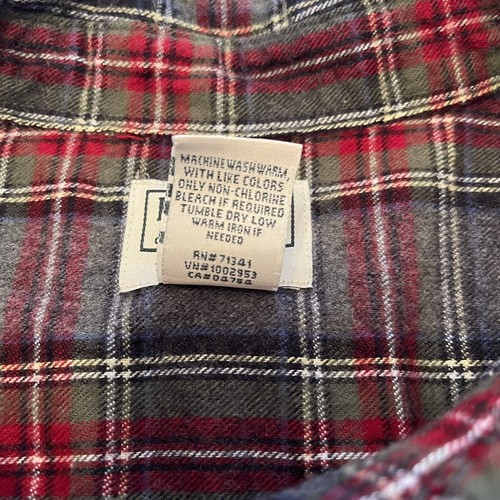 MACHINE WASH WARM,
WITH LIKE COLORS
ONLY NON-CHLORINE
BLEACH IF REQUIRED
TUMBLE DRY LOW
WARM IRON IF
NEEDED
RN# 71341
VN# 1002953
CA# 04784